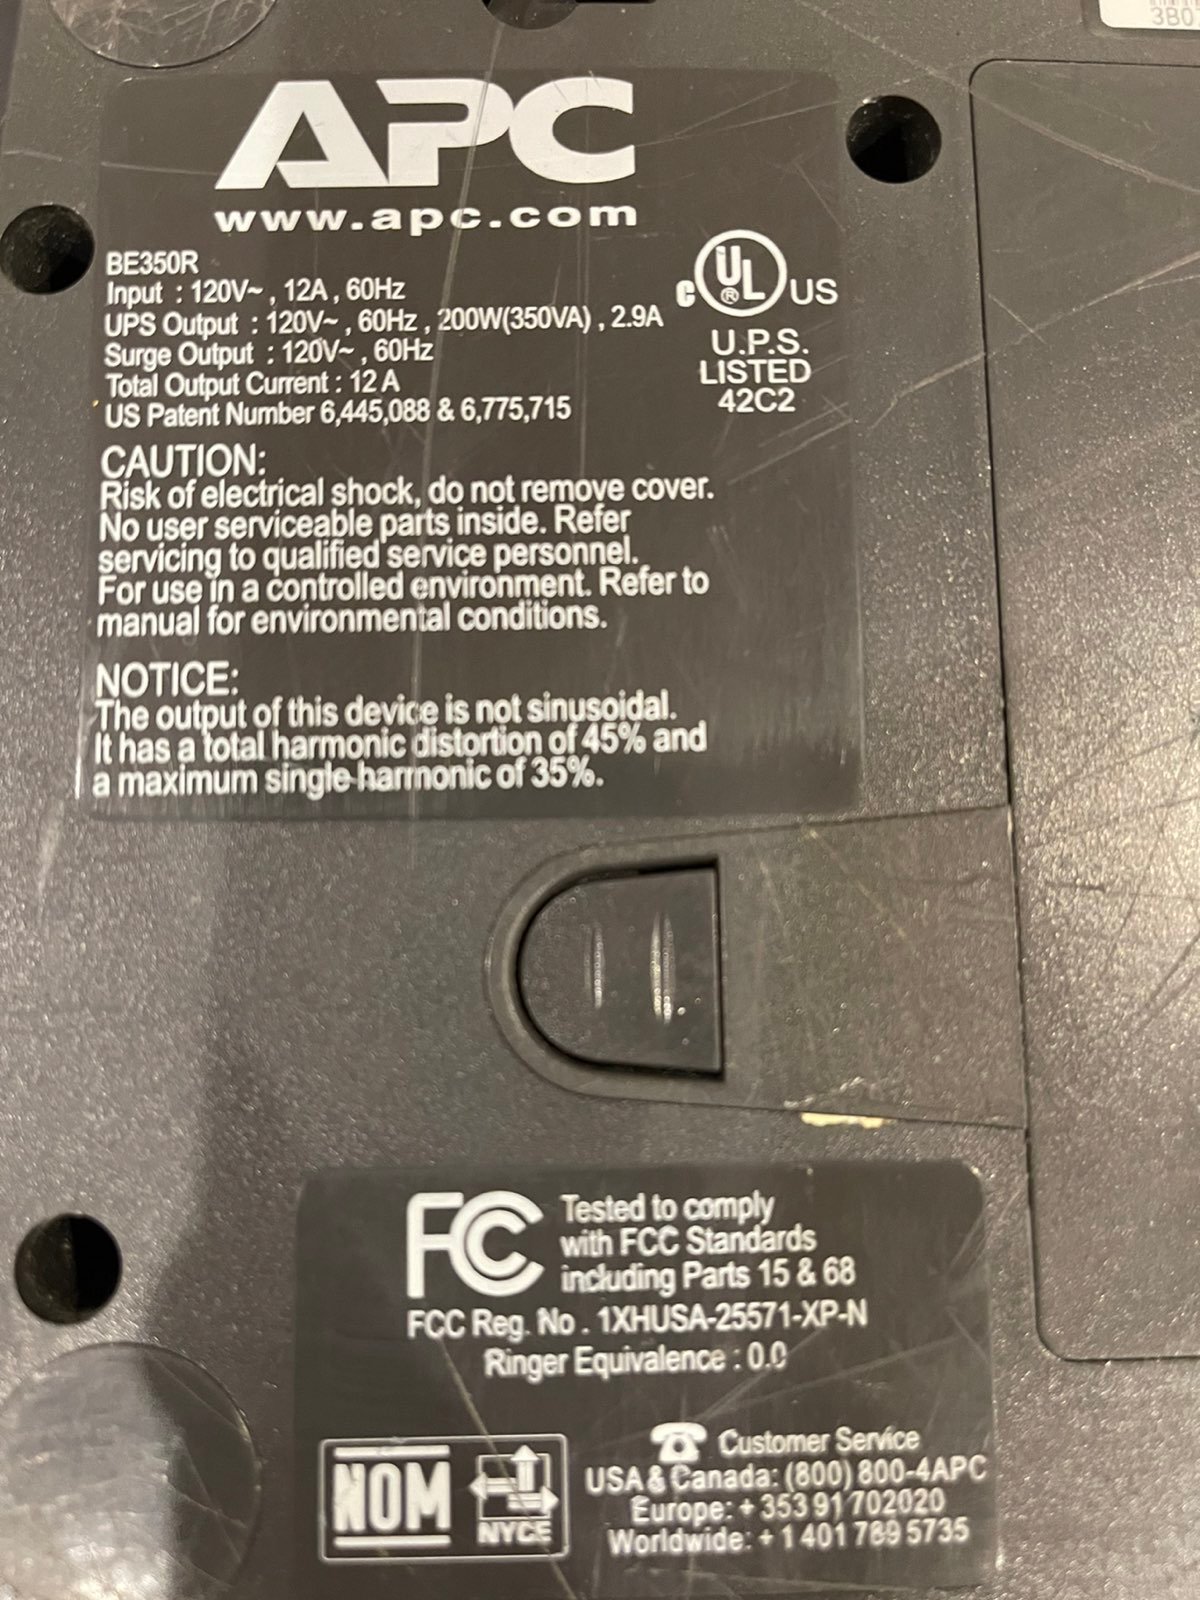 3B0
APC
www.apc.com
BE350R
Input : 120V~ , 12A , 60Hz
UPS Output : 120V~ , 60Hz , 200W(350VA) , 2.9A
Surge Output : 120V~ , 60Hz
Total Output Current : 12 A
US Patent Number 6,445,088 & 6,775,715
c UL ® US
U.P.S.
LISTED
42C2
CAUTION:
Risk of electrical shock, do not remove cover.
No user serviceable parts inside. Refer
servicing to qualified service personnel.
For use in a controlled environment. Refer to
manual for environmental conditions.
NOTICE:
The output of this device is not sinusoidal.
It has a total harmonic distortion of 45% and
a maximum single harmonic of 35%.
FC Tested to comply
with FCC Standards
including Parts 15 & 68
FCC Reg. No . 1XHUSA-25571-XP-N
Ringer Equivalence : 0.0
NOM
NYCE
Customer Service
USA & Canada: (800) 800-4APC
Europe: + 353 91 702020
Worldwide: + 1 401 789 5735